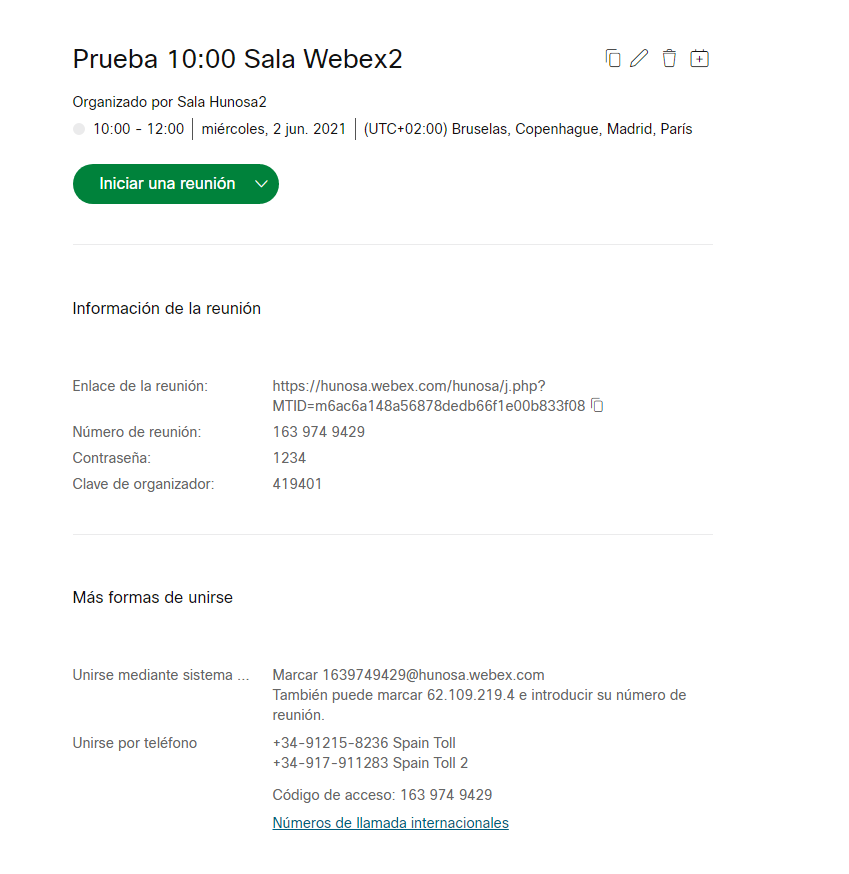 Prueba 10:00 Sala Webex2
Organizado por Sala Hunosa2
10:00 - 12:00 | miércoles, 2 jun. 2021 | (UTC+02:00) Bruselas, Copenhague, Madrid, París
Iniciar una reunión
Información de la reunión
Enlace de la reunión: https://hunosa.webex.com/hunosa/j.php?
MTID=m6ac6a148a56878dedb66f1e00b833f08
Número de reunión: 163 974 9429
Contraseña: 1234
Clave de organizador: 419401
Más formas de unirse
Unirse mediante sistema ... Marcar 1639749429@hunosa.webex.com
También puede marcar 62.109.219.4 e introducir su número de
reunión.
Unirse por teléfono +34-91215-8236 Spain Toll
+34-917-911283 Spain Toll 2
Código de acceso: 163 974 9429
Números de llamada internacionales